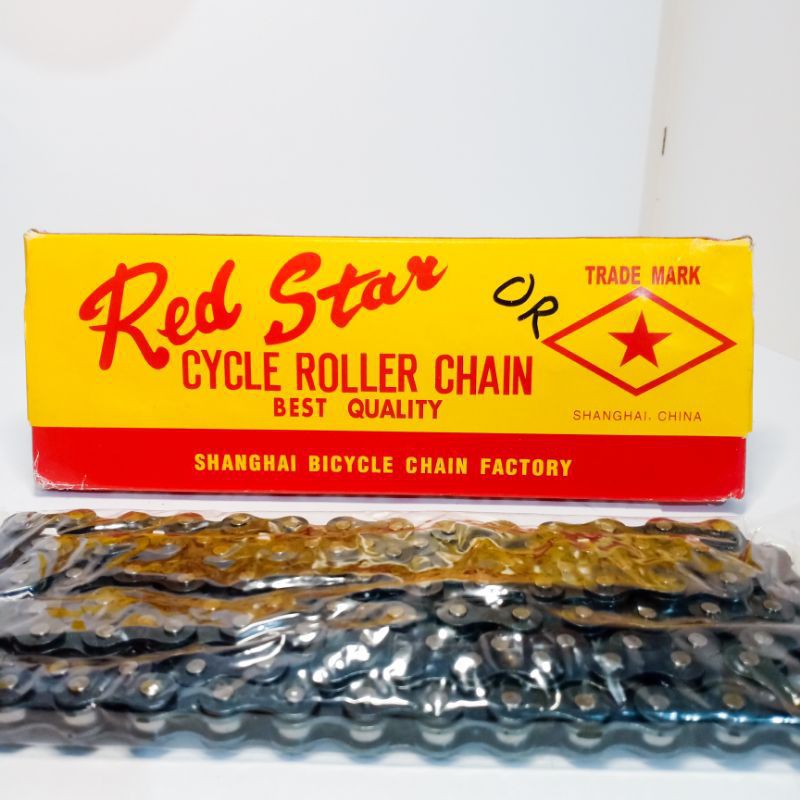 Red Star
CYCLE ROLLER CHAIN
BEST QUALITY
OR
TRADE MARK
SHANGHAI, CHINA
SHANGHAI BICYCLE CHAIN FACTORY